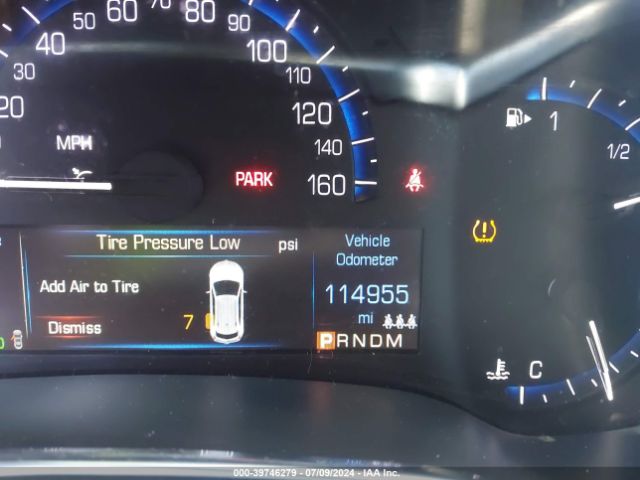 50 60 70 80 90
40 100
30 110
20 120
MPH 140
PARK 160
1
1/2
Tire Pressure Low psi
Add Air to Tire
Dismiss 7
Vehicle
Odometer
114955
mi
PRNDM
C
000-39746279 - 07/09/2024 - IAA Inc.